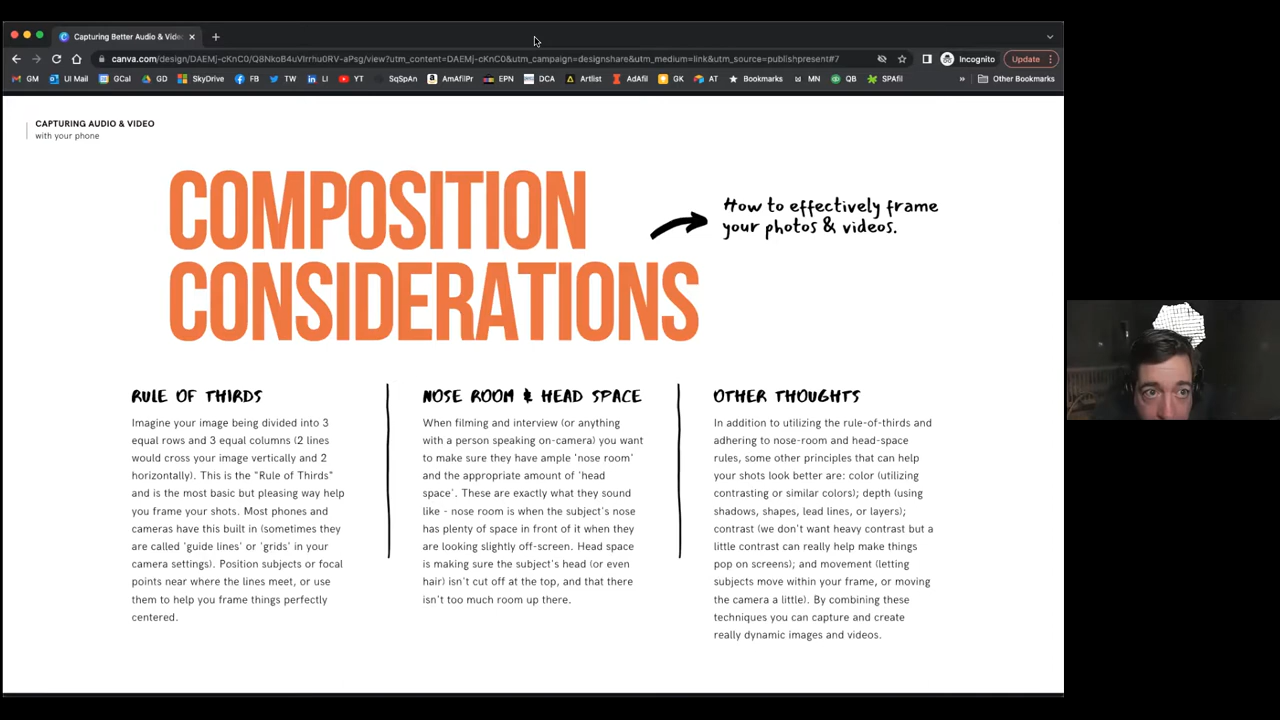 Capturing Better Audio & Vide
canva.com/design/DAEMj-cKnC0/Q8NkoB4uVIrrhu0RV-aPsg/view?utm_content=DAEMj-cKnC0&utm_campaign=designshare&utm_medium=link&utm_source=publishpresent#7
Incognito
Update
GM UI Mail GCal GD SkyDrive FB TW LI YT SqSpAn AmAfilPr EPN DCA Artlist AdAfil GK AT Bookmarks MN QB SPAfil » Other Bookmarks
CAPTURING AUDIO & VIDEO
with your phone
COMPOSITION
CONSIDERATIONS
How to effectively frame
your photos & videos.
RULE OF THIRDS
Imagine your image being divided into 3
equal rows and 3 equal columns (2 lines
would cross your image vertically and 2
horizontally). This is the "Rule of Thirds"
and is the most basic but pleasing way help
you frame your shots. Most phones and
cameras have this built in (sometimes they
are called 'guide lines' or 'grids' in your
camera settings). Position subjects or focal
points near where the lines meet, or use
them to help you frame things perfectly
centered.
NOSE ROOM & HEAD SPACE
When filming and interview (or anything
with a person speaking on-camera) you want
to make sure they have ample 'nose room'
and the appropriate amount of 'head
space'. These are exactly what they sound
like - nose room is when the subject's nose
has plenty of space in front of it when they
are looking slightly off-screen. Head space
is making sure the subject's head (or even
hair) isn't cut off at the top, and that there
isn't too much room up there.
OTHER THOUGHTS
In addition to utilizing the rule-of-thirds and
adhering to nose-room and head-space
rules, some other principles that can help
your shots look better are: color (utilizing
contrasting or similar colors); depth (using
shadows, shapes, lead lines, or layers);
contrast (we don't want heavy contrast but a
little contrast can really help make things
pop on screens); and movement (letting
subjects move within your frame, or moving
the camera a little). By combining these
techniques you can capture and create
really dynamic images and videos.